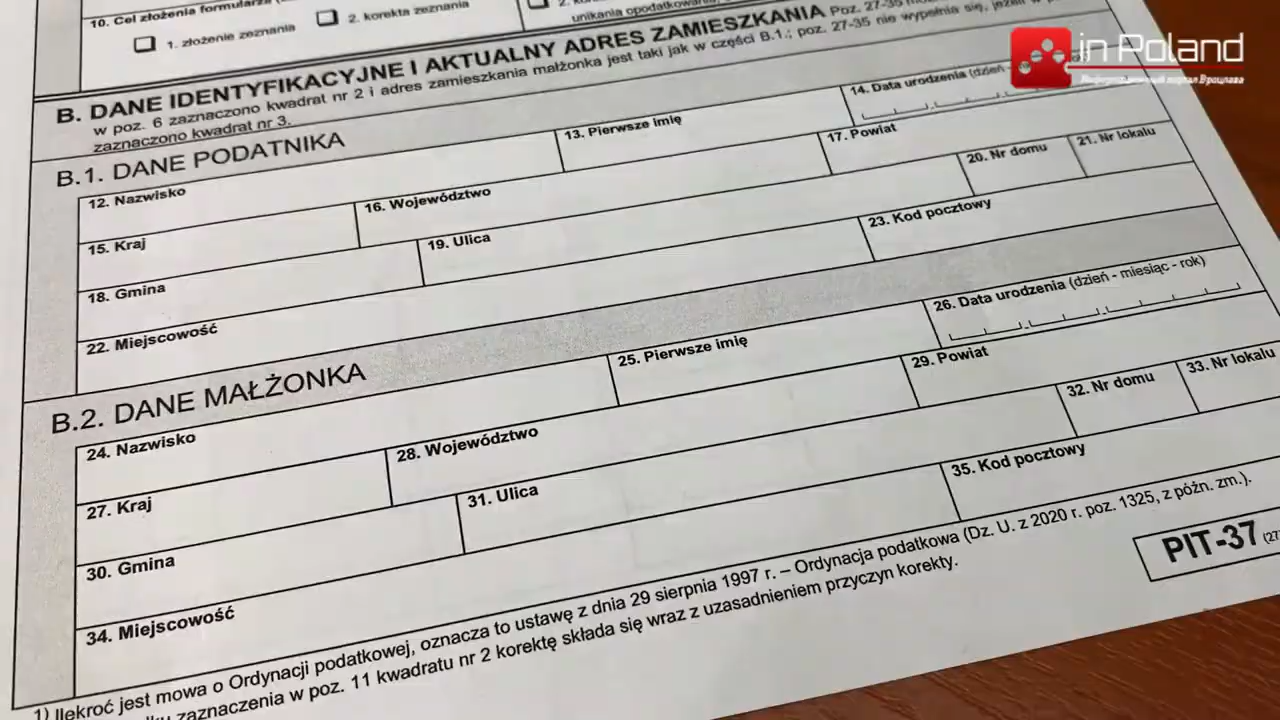 10. Cel złożenia formularza
1. złożenie zeznania
2. korekta zeznania
unikania opodatkowania,
B. DANE IDENTYFIKACYJNE I AKTUALNY ADRES ZAMIESZKANIA Poz. 27-35
w poz. 6 zaznaczono kwadrat nr 2 i adres zamieszkania małżonka jest taki jak w części B.1.; poz. 27-35 nie wypełnia się, jeżeli w
zaznaczono kwadrat nr 3.
B.1. DANE PODATNIKA
12. Nazwisko
13. Pierwsze imię
14. Data urodzenia (dzień -
15. Kraj
16. Województwo
17. Powiat
18. Gmina
19. Ulica
20. Nr domu
21. Nr lokalu
22. Miejscowość
23. Kod pocztowy
B.2. DANE MAŁŻONKA
24. Nazwisko
25. Pierwsze imię
26. Data urodzenia (dzień - miesiąc - rok)
27. Kraj
28. Województwo
29. Powiat
30. Gmina
31. Ulica
32. Nr domu
33. Nr lokalu
34. Miejscowość
35. Kod pocztowy
1) Ilekroć jest mowa o Ordynacji podatkowej, oznacza to ustawę z dnia 29 sierpnia 1997 r. – Ordynacja podatkowa (Dz. U. z 2020 r. poz. 1325, z późn. zm.).
zaznaczenia w poz. 11 kwadratu nr 2 korektę składa się wraz z uzasadnieniem przyczyn korekty.
PIT-37
in Poland
Информационный портал Вроцлава